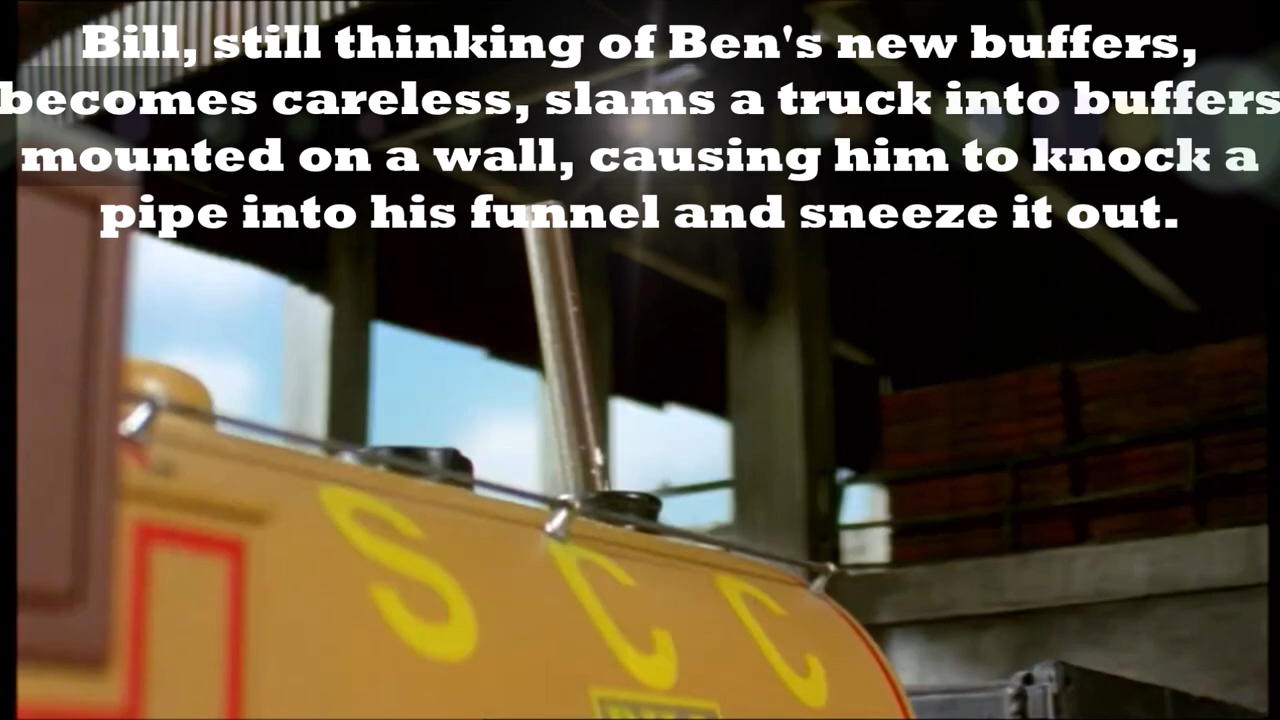 Bill, still thinking of Ben's new buffers,
becomes careless, slams a truck into buffers
mounted on a wall, causing him to knock a
pipe into his funnel and sneeze it out.
S C C